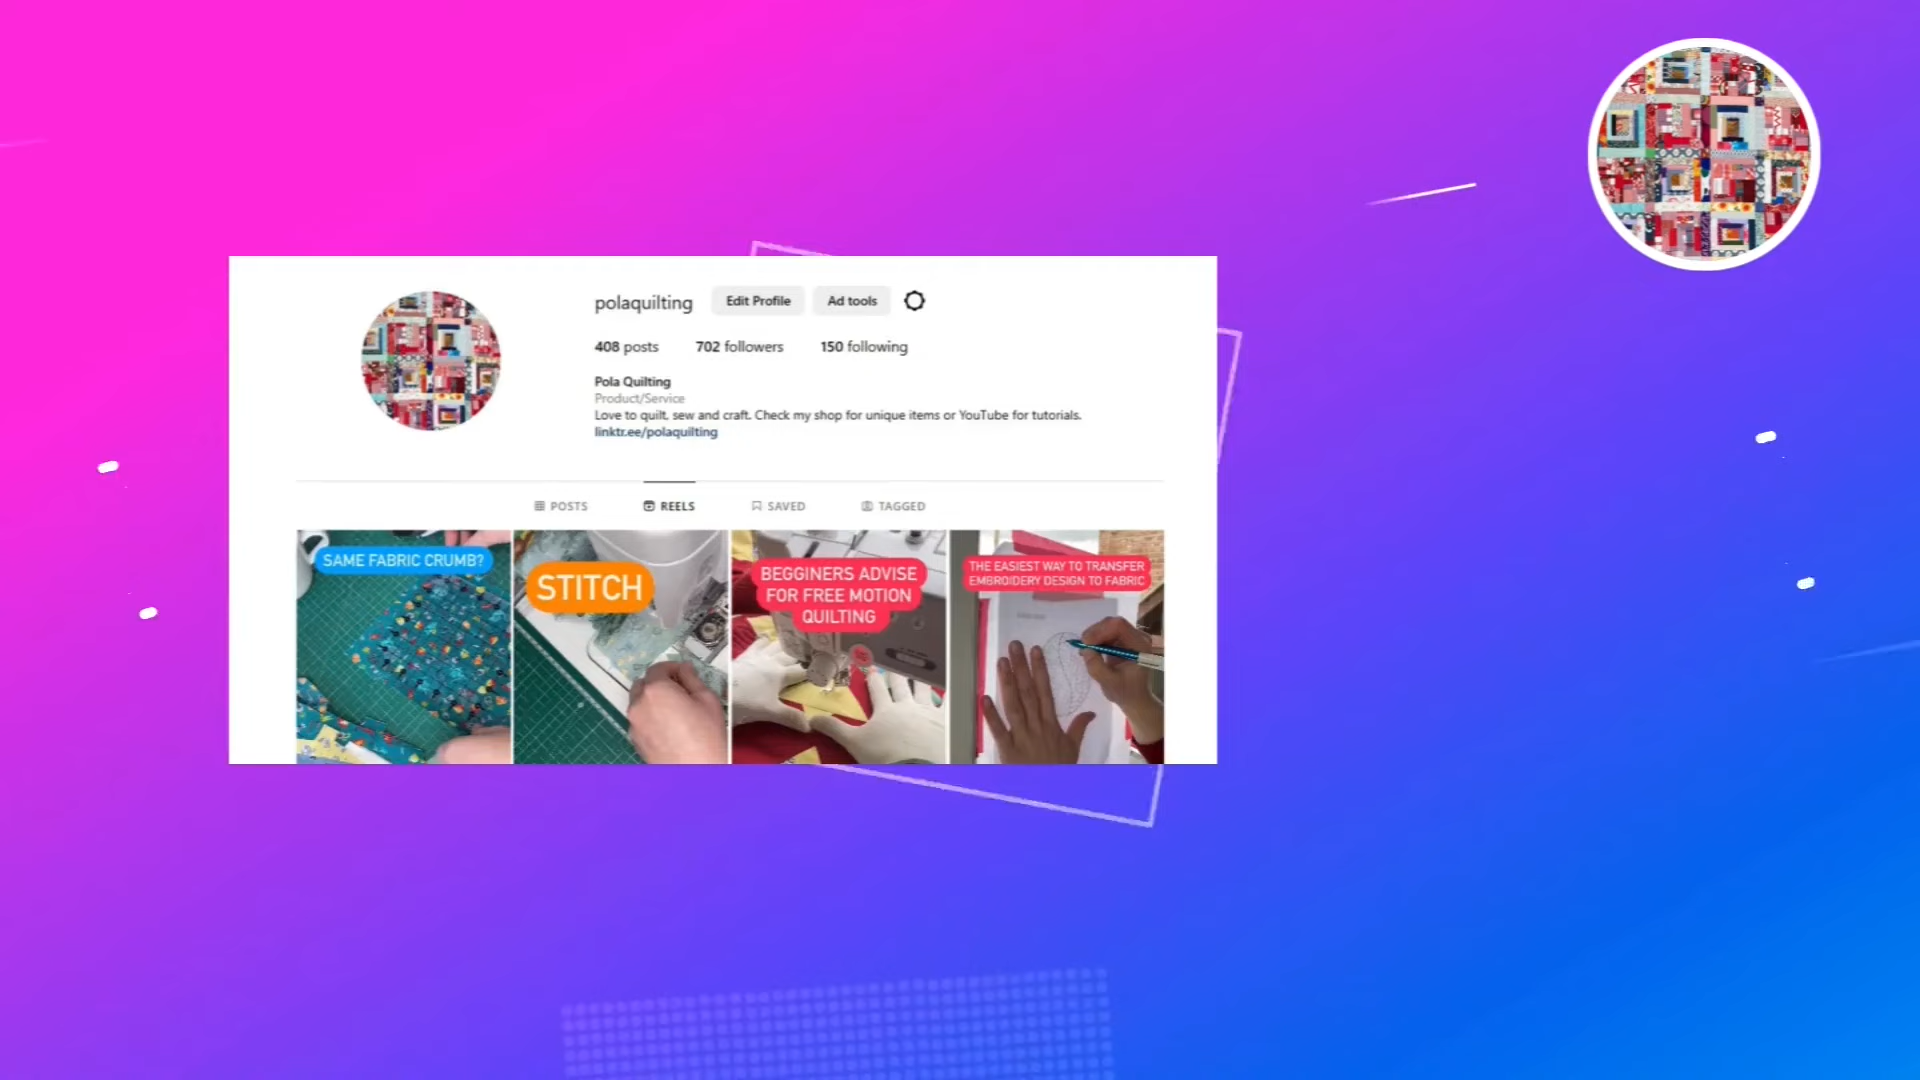 polaquilting
Edit Profile
Ad tools
408 posts
702 followers
150 following
Pola Quilting
Product/Service
Love to quilt, sew and craft. Check my shop for unique items or YouTube for tutorials.
linktr.ee/polaquilting
POSTS
REELS
SAVED
TAGGED
SAME FABRIC CRUMB?
STITCH
BEGGINERS ADVISE
FOR FREE MOTION
QUILTING
THE EASIEST WAY TO TRANSFER
EMBROIDERY DESIGN TO FABRIC